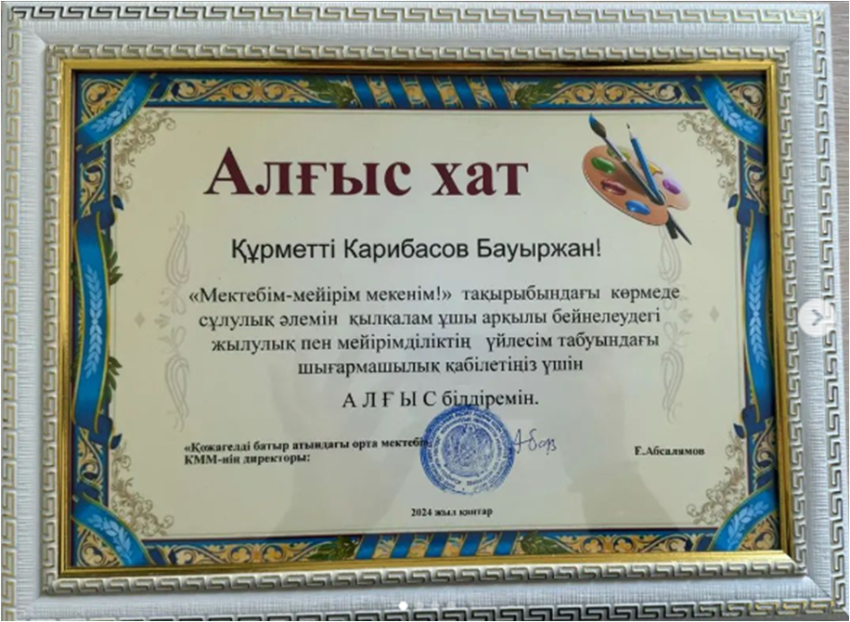 Алғыс хат
Құрметті Карибасов Бауыржан!
«Мектебім-мейірім мекенім!» тақырыбындағы көрмеде
сұлулық әлемін қылқалам ұшы арқылы бейнелеудегі
жылулық пен мейірімділіктің үйлесім табуындағы
шығармашылық қабілетіңіз үшін
А Л Ғ Ы С білдіремін.
«Қожагелді батыр атындағы орта мектебі»
КММ-нің директоры:
Ғ.Абсалямов
2024 жыл қаңтар